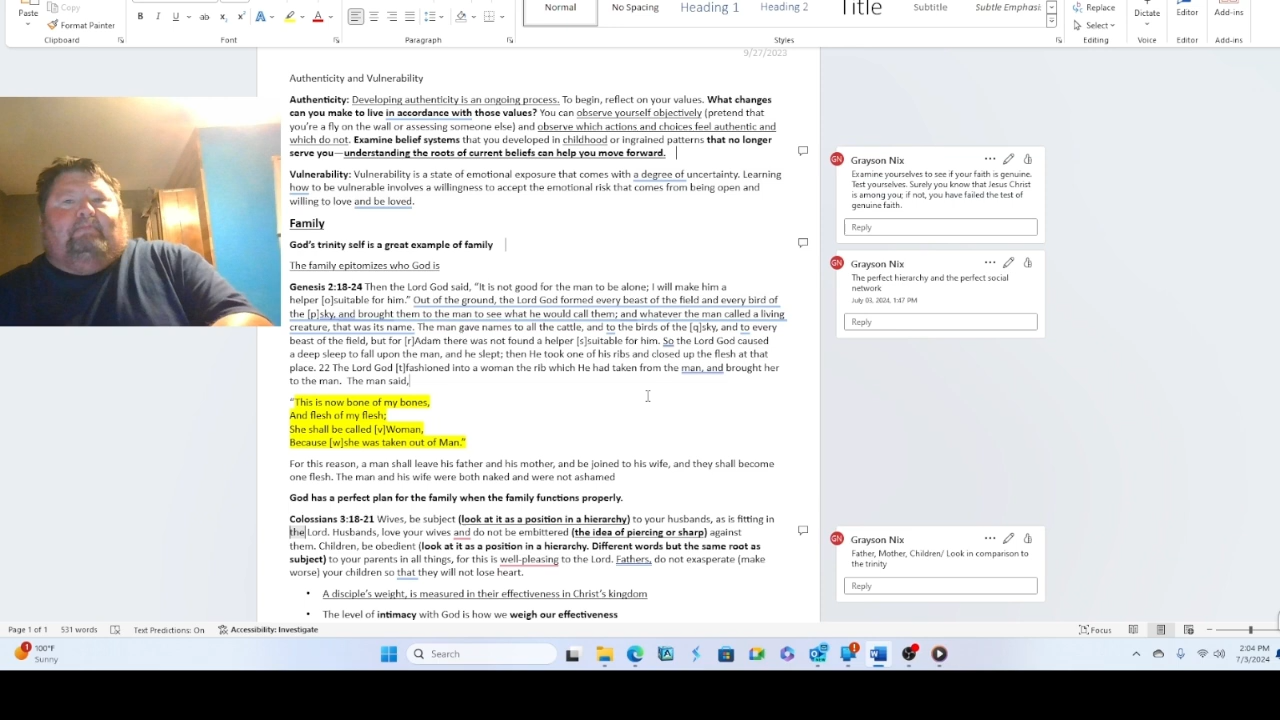 Paste
Copy
Format Painter
B I U ab x₂ x² A A
Normal
No Spacing
Heading 1
Heading 2
Title
Subtitle
Subtle Emphasi:
Replace
Select
Dictate
Editor
Add-ins
Clipboard
Font
Paragraph
Styles
Editing
Voice
Editor
Add-ins
9/27/2023
Authenticity and Vulnerability
Authenticity: Developing authenticity is an ongoing process. To begin, reflect on your values. What changes
can you make to live in accordance with those values? You can observe yourself objectively (pretend that
you're a fly on the wall or assessing someone else) and observe which actions and choices feel authentic and
which do not. Examine belief systems that you developed in childhood or ingrained patterns that no longer
serve you—understanding the roots of current beliefs can help you move forward.
Vulnerability: Vulnerability is a state of emotional exposure that comes with a degree of uncertainty. Learning
how to be vulnerable involves a willingness to accept the emotional risk that comes from being open and
willing to love and be loved.
Family
God's trinity self is a great example of family
The family epitomizes who God is
Genesis 2:18-24 Then the Lord God said, "It is not good for the man to be alone; I will make him a
helper [o]suitable for him." Out of the ground, the Lord God formed every beast of the field and every bird of
the [p]sky, and brought them to the man to see what he would call them; and whatever the man called a living
creature, that was its name. The man gave names to all the cattle, and to the birds of the [q]sky, and to every
beast of the field, but for [r]Adam there was not found a helper [s]suitable for him. So the Lord God caused
a deep sleep to fall upon the man, and he slept; then He took one of his ribs and closed up the flesh at that
place. 22 The Lord God [t]fashioned into a woman the rib which He had taken from the man, and brought her
to the man. The man said,
"This is now bone of my bones,
And flesh of my flesh;
She shall be called [v]Woman,
Because [w]she was taken out of Man."
For this reason, a man shall leave his father and his mother, and be joined to his wife, and they shall become
one flesh. The man and his wife were both naked and were not ashamed
God has a perfect plan for the family when the family functions properly.
Colossians 3:18-21 Wives, be subject (look at it as a position in a hierarchy) to your husbands, as is fitting in
the Lord. Husbands, love your wives and do not be embittered (the idea of piercing or sharp) against
them. Children, be obedient (look at it as a position in a hierarchy. Different words but the same root as
subject) to your parents in all things, for this is well-pleasing to the Lord. Fathers, do not exasperate (make
worse) your children so that they will not lose heart.
• A disciple's weight, is measured in their effectiveness in Christ's kingdom
• The level of intimacy with God is how we weigh our effectiveness
GN Grayson Nix
Examine yourselves to see if your faith is genuine.
Test yourselves. Surely you know that Jesus Christ
is among you; if not, you have failed the test of
genuine faith.
Reply
GN Grayson Nix
The perfect hierarchy and the perfect social
network
July 03, 2024, 1:47 PM
Reply
GN Grayson Nix
Father, Mother, Children/ Look in comparison to
the trinity
Reply
Page 1 of 1 531 words Text Predictions: On Accessibility: Investigate Focus
1 100°F
Sunny
Search
1
2:04 PM
7/3/2024